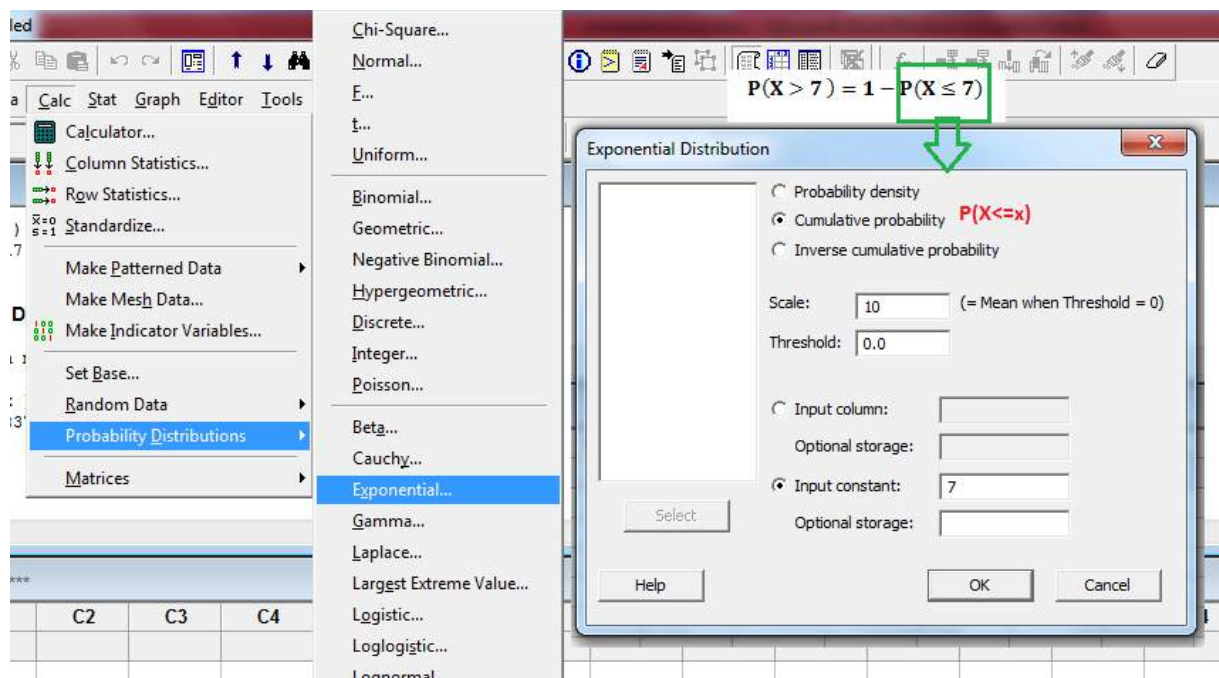 led
a Calc Stat Graph Editor Tools
Calculator...
Column Statistics...
Row Statistics...
Standardize...
Make Patterned Data
Make Mesh Data...
Make Indicator Variables...
Set Base...
Random Data
Probability Distributions
Matrices
Chi-Square...
Normal...
F...
t...
Uniform...
Binomial...
Geometric...
Negative Binomial...
Hypergeometric...
Discrete...
Integer...
Poisson...
Beta...
Cauchy...
Exponential...
Gamma...
Laplace...
Largest Extreme Value...
Logistic...
Loglogistic...
Lognormal...
P(X > 7 ) = 1 − P(X ≤ 7)
Exponential Distribution
Probability density
Cumulative probability P(X<=x)
Inverse cumulative probability
Scale: 10 (= Mean when Threshold = 0)
Threshold: 0.0
Input column:
Optional storage:
Input constant: 7
Optional storage:
Select
Help OK Cancel
***
C2 C3 C4